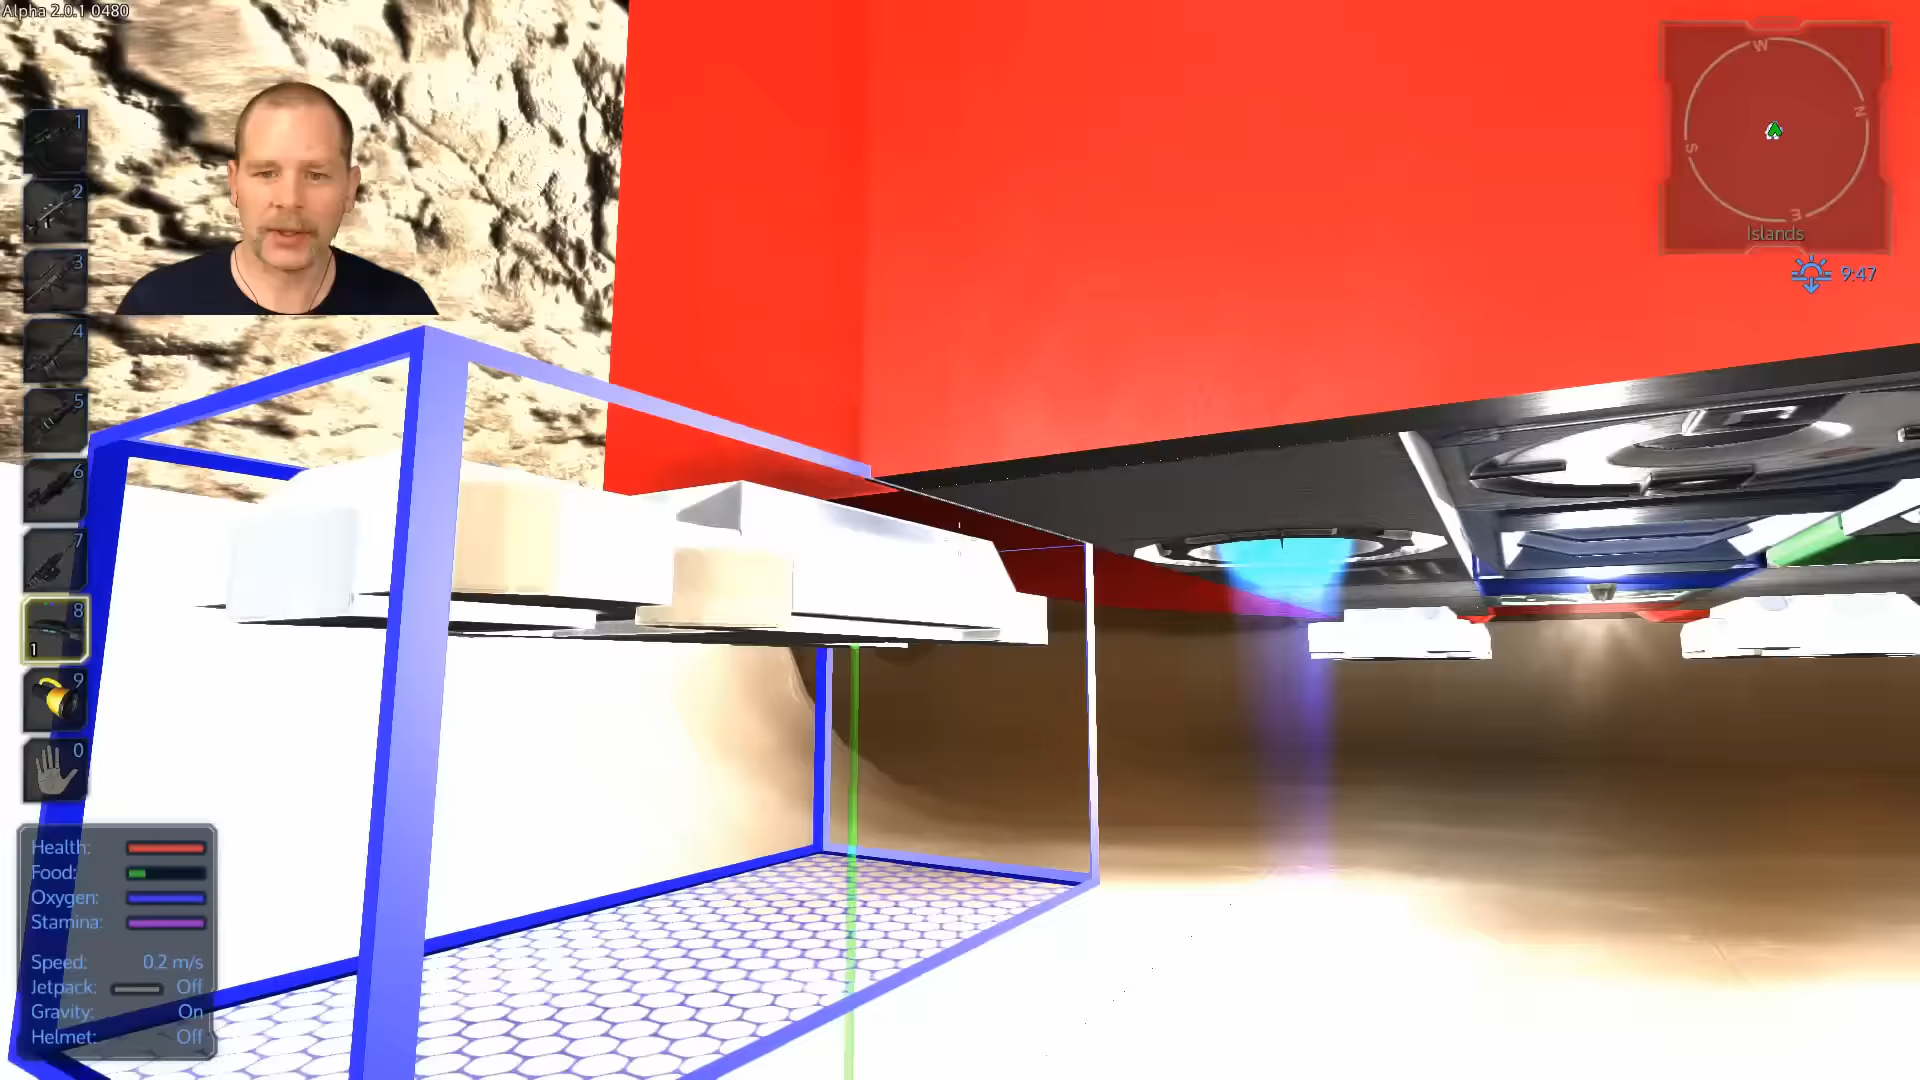 Alpha 2.0.1 0480
1
2
3
4
5
6
7
8
1
9
0
W
N
S
E
Islands
9:47
Health:
Food:
Oxygen:
Stamina:
Speed: 0.2 m/s
Jetpack: Off
Gravity: On
Helmet: Off